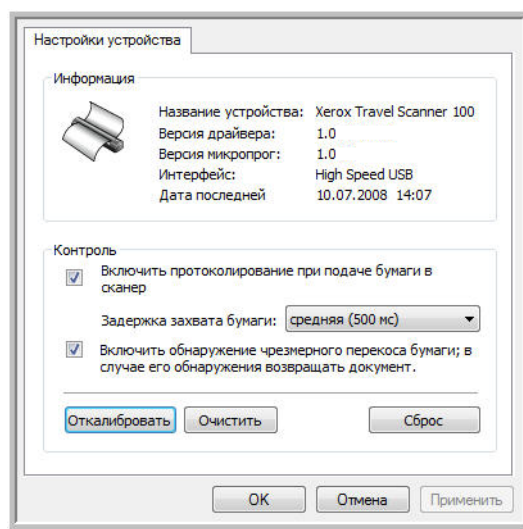 Настройки устройства
Информация
Название устройства: Xerox Travel Scanner 100
Версия драйвера: 1.0
Версия микропрог: 1.0
Интерфейс: High Speed USB
Дата последней 10.07.2008 14:07
Контроль
Включить протоколирование при подаче бумаги в
сканер
Задержка захвата бумаги: средняя (500 мс)
Включить обнаружение чрезмерного перекоса бумаги; в
случае его обнаружения возвращать документ.
Откалибровать Очистить Сброс
OK Отмена Применить